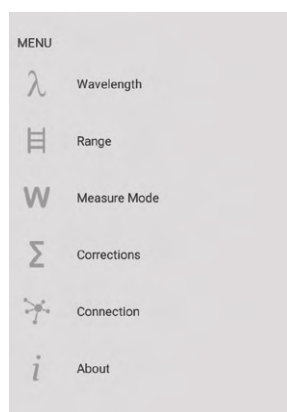 MENU
λ Wavelength
Range
W Measure Mode
Σ Corrections
Connection
i About